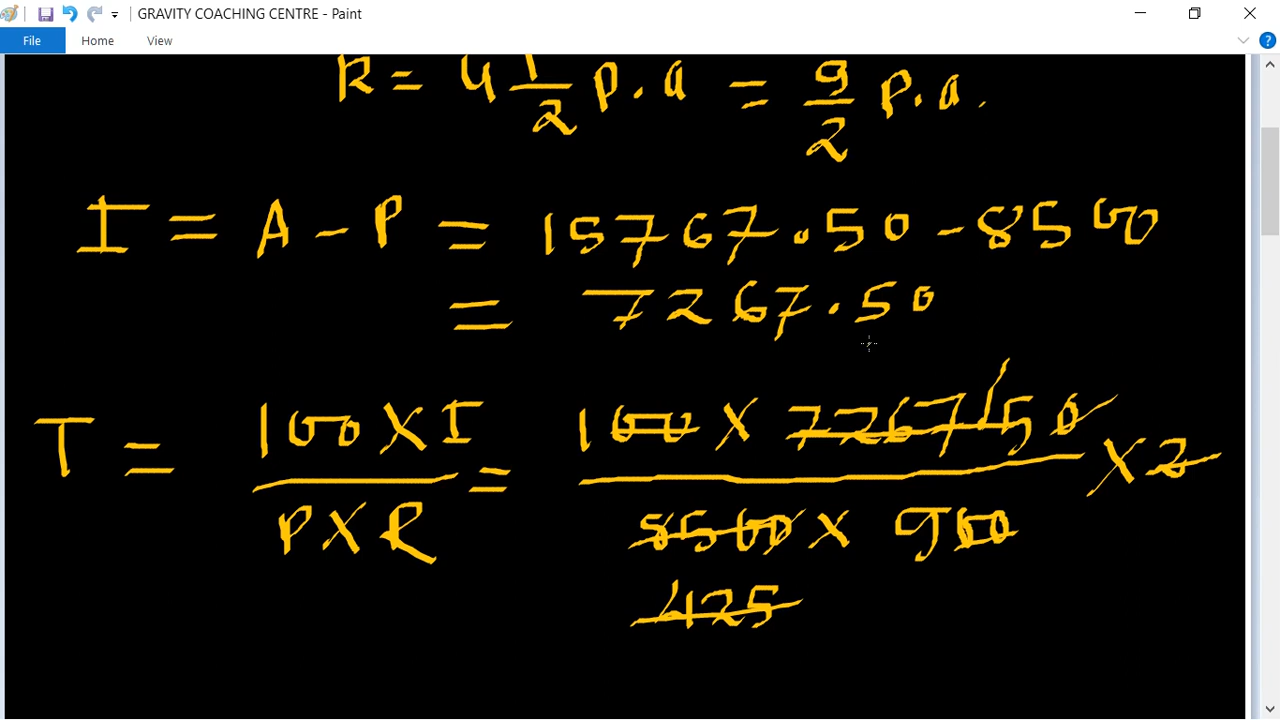 GRAVITY COACHING CENTRE - Paint
File Home View
R = 4 1/2 P.a = 9/2 P.a.
I = A - P = 15767.50 - 8500
= 7267.50
T = 100 X I / P X R = 100 X 7267/50 / 8500 X 900 X 2
425